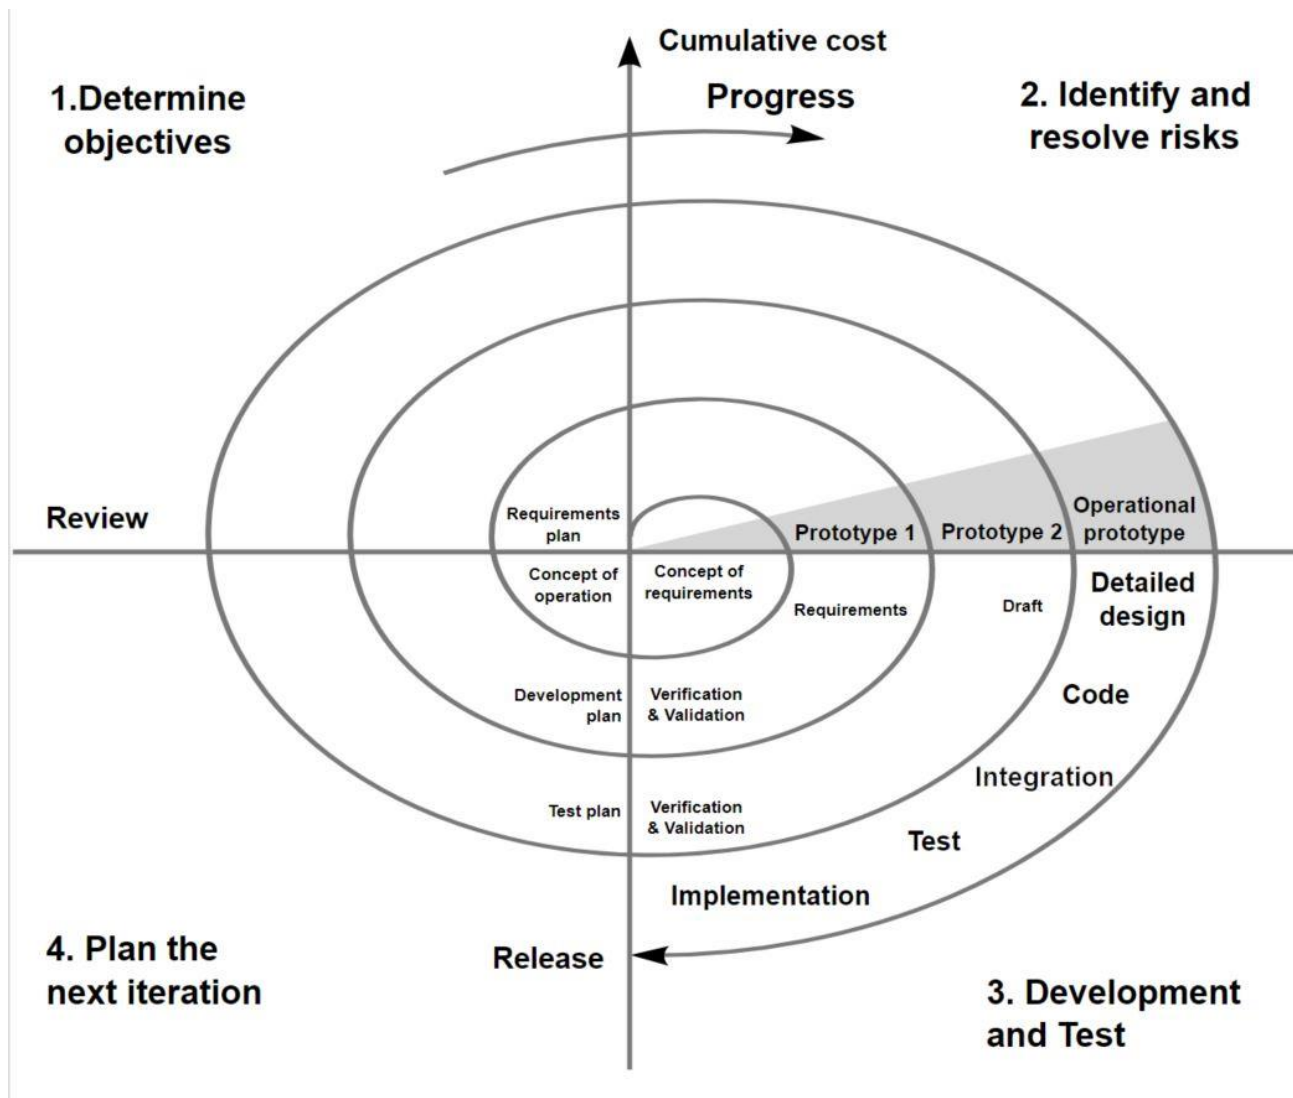 Cumulative cost
Progress
1.Determine
objectives
2. Identify and
resolve risks
Review
Requirements
plan
Prototype 1
Prototype 2
Operational
prototype
Concept of
operation
Concept of
requirements
Requirements
Draft
Detailed
design
Development
plan
Verification
& Validation
Code
Integration
Test plan
Verification
& Validation
Test
Implementation
Release
4. Plan the
next iteration
3. Development
and Test